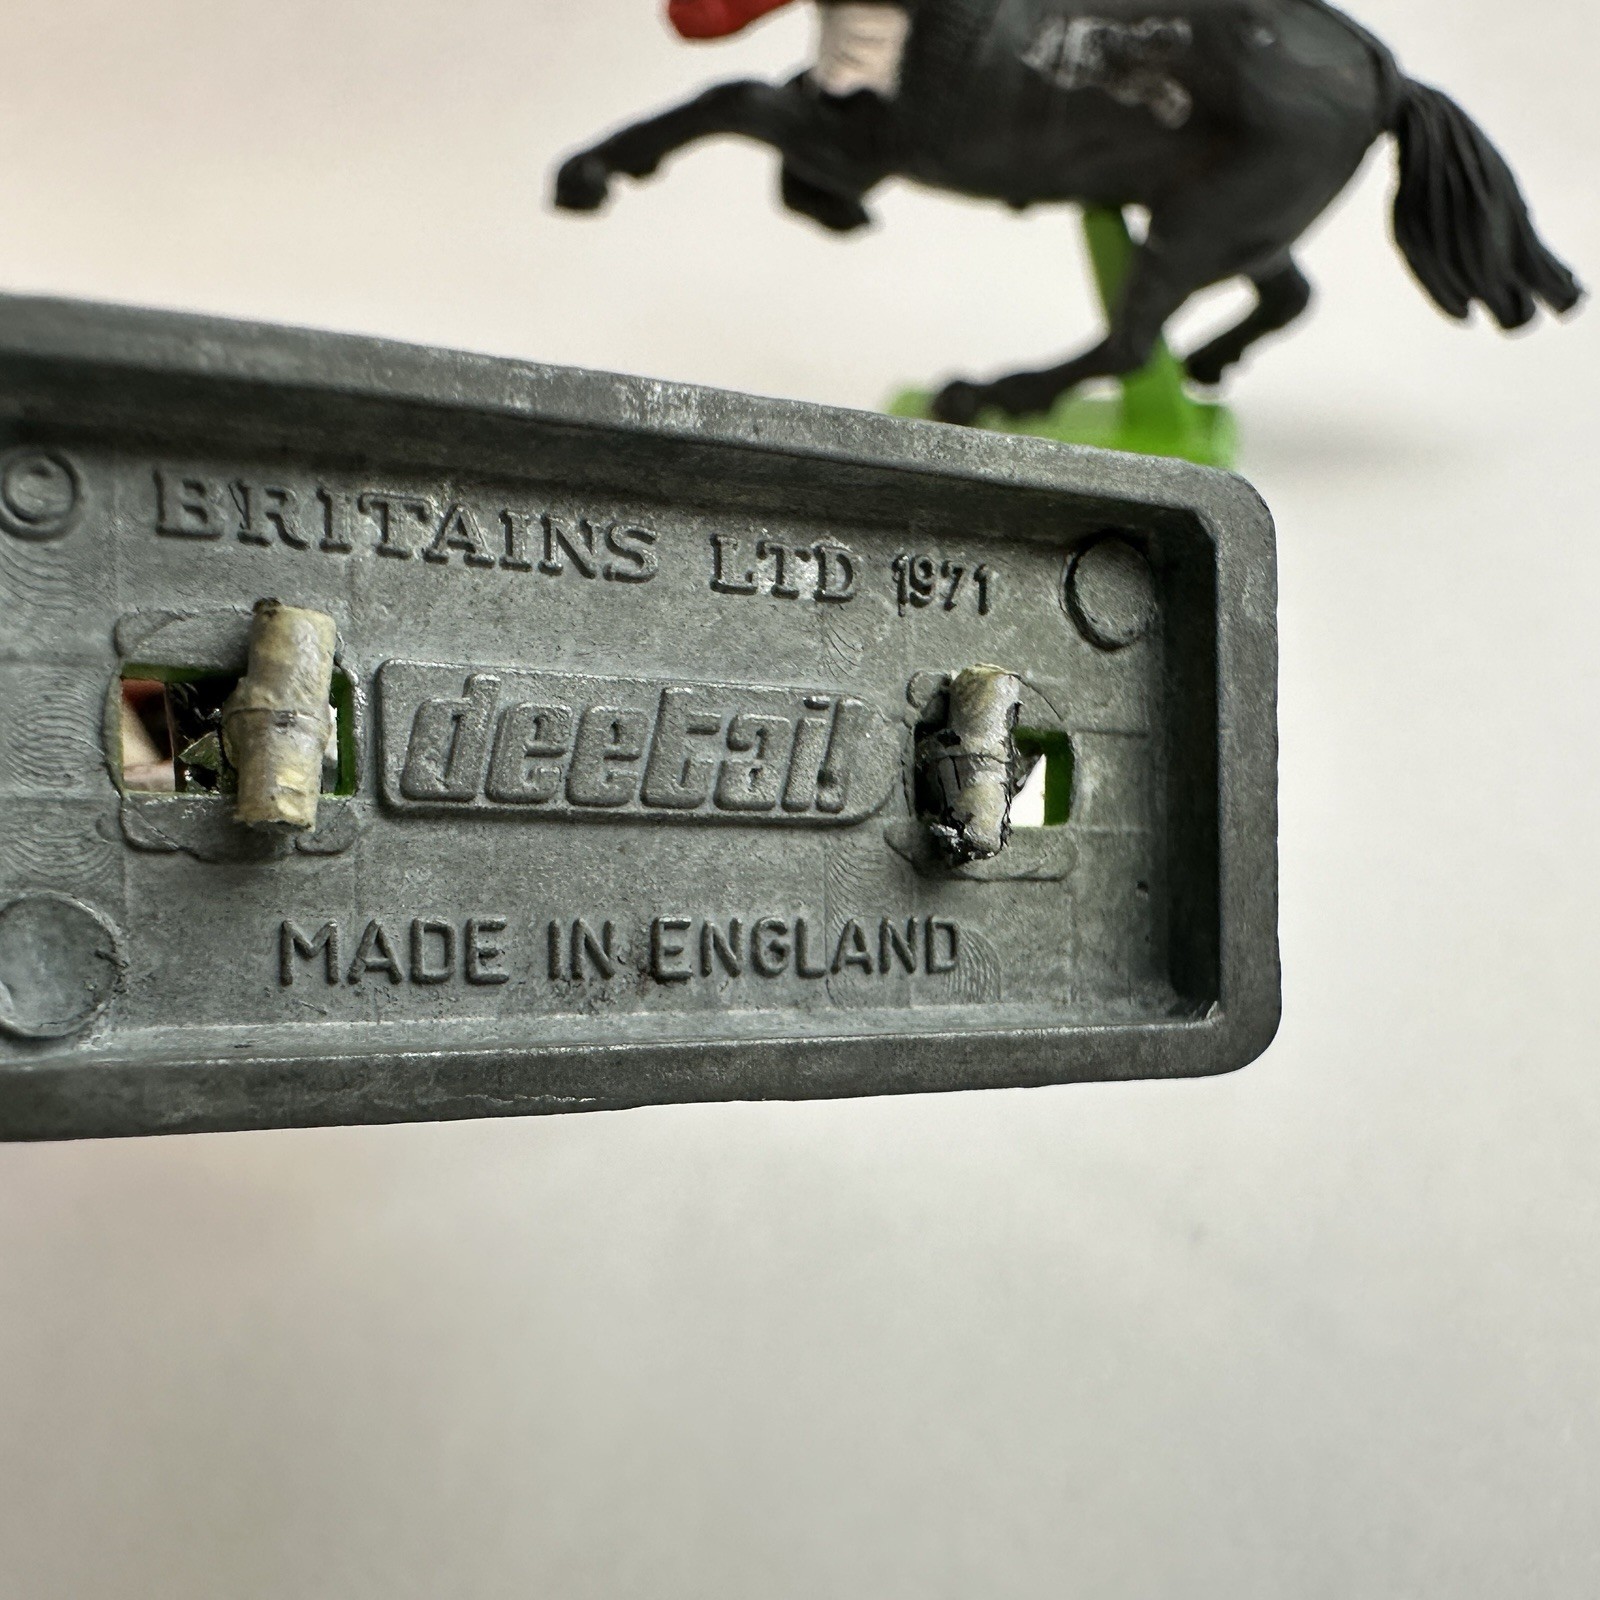 © BRITAINS LTD 1971
deetail
MADE IN ENGLAND